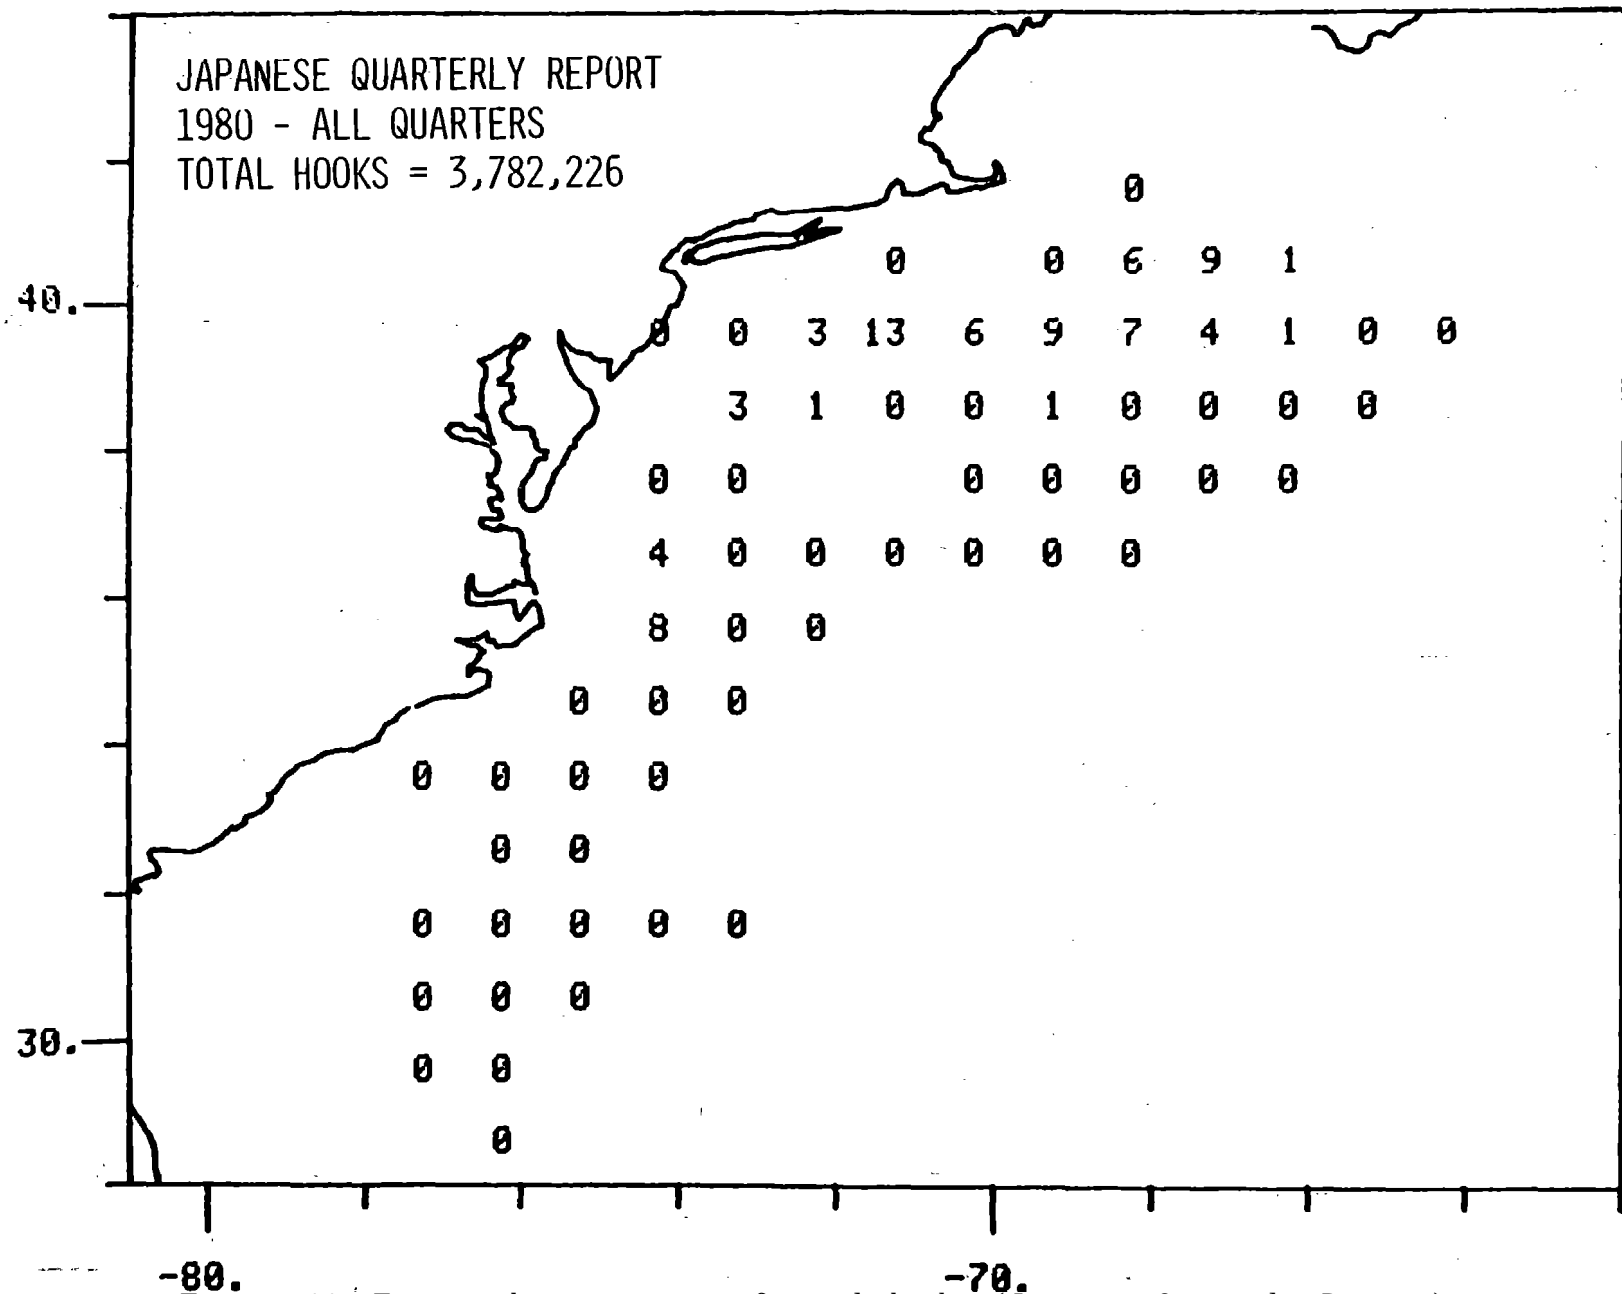 JAPANESE QUARTERLY REPORT
1980 - ALL QUARTERS
TOTAL HOOKS = 3,782,226
0
0 0 6 9 1
40.
0 0 3 13 6 9 7 4 1 0 0
3 1 0 0 1 0 0 0 0
0 0 0 0 0 0 0
4 0 0 0 0 0 0
8 0 0
0 0 0
0 0 0 0
0 0
0 0 0 0 0
0 0 0
30.
0 0
0
-80. -70.